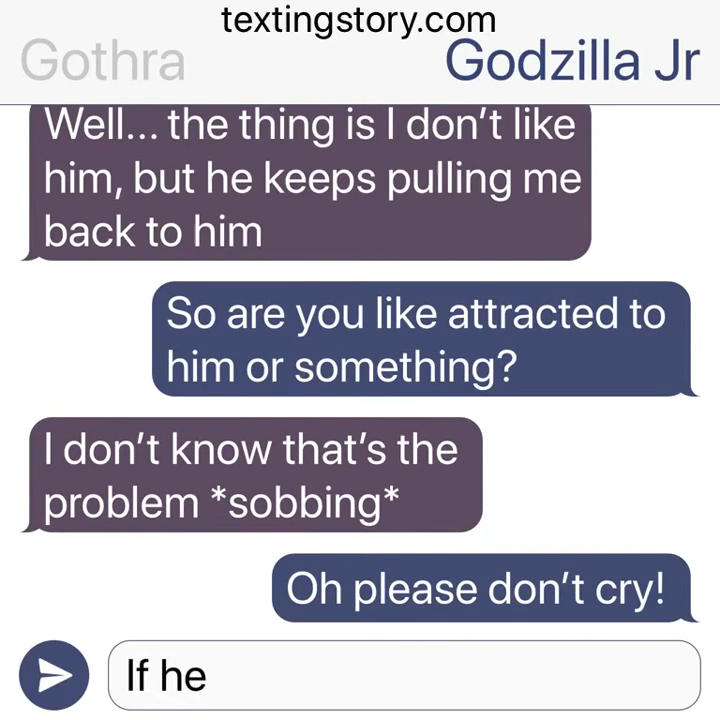 textingstory.com
Gothra
Godzilla Jr
Well... the thing is I don’t like
him, but he keeps pulling me
back to him
So are you like attracted to
him or something?
I don’t know that’s the
problem *sobbing*
Oh please don’t cry!
If he